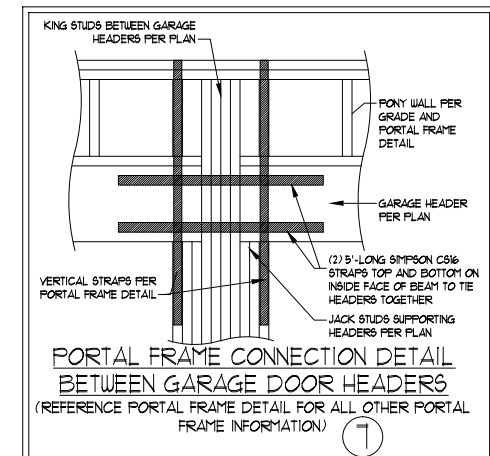 KING STUDS BETWEEN GARAGE
HEADERS PER PLAN
PONY WALL PER
GRADE AND
PORTAL FRAME
DETAIL
GARAGE HEADER
PER PLAN
(2) 5'-LONG SIMPSON CS16
STRAPS TOP AND BOTTOM ON
INSIDE FACE OF BEAM TO TIE
HEADERS TOGETHER
VERTICAL STRAPS PER
PORTAL FRAME DETAIL
JACK STUDS SUPPORTING
HEADERS PER PLAN
PORTAL FRAME CONNECTION DETAIL
BETWEEN GARAGE DOOR HEADERS
(REFERENCE PORTAL FRAME DETAIL FOR ALL OTHER PORTAL
FRAME INFORMATION)
7